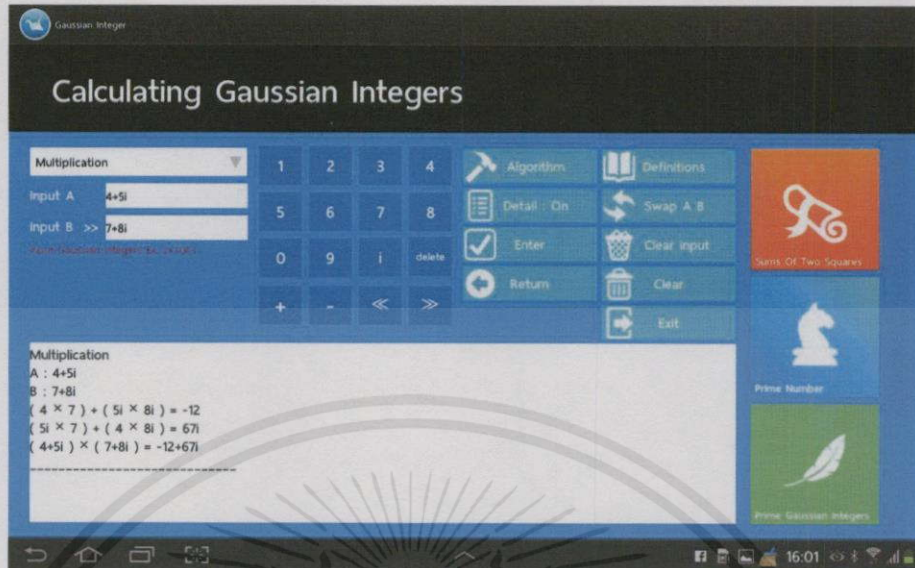 Gaussian Integer
Calculating Gaussian Integers
Multiplication
Input A 4+5i
Input B >> 7+8i
1 2 3 4
5 6 7 8
0 9 i delete
+ - ≪ ≫
Algorithm
Detail : On
Enter
Return
Definitions
Swap A B
Clear input
Clear
Exit
Sums Of Two Squares
Prime Number
Prime Gaussian Integers
Multiplication
A : 4+5i
B : 7+8i
( 4 × 7 ) + ( 5i × 8i ) = -12
( 5i × 7 ) + ( 4 × 8i ) = 67i
( 4+5i ) × ( 7+8i ) = -12+67i
------------------------------
16:01